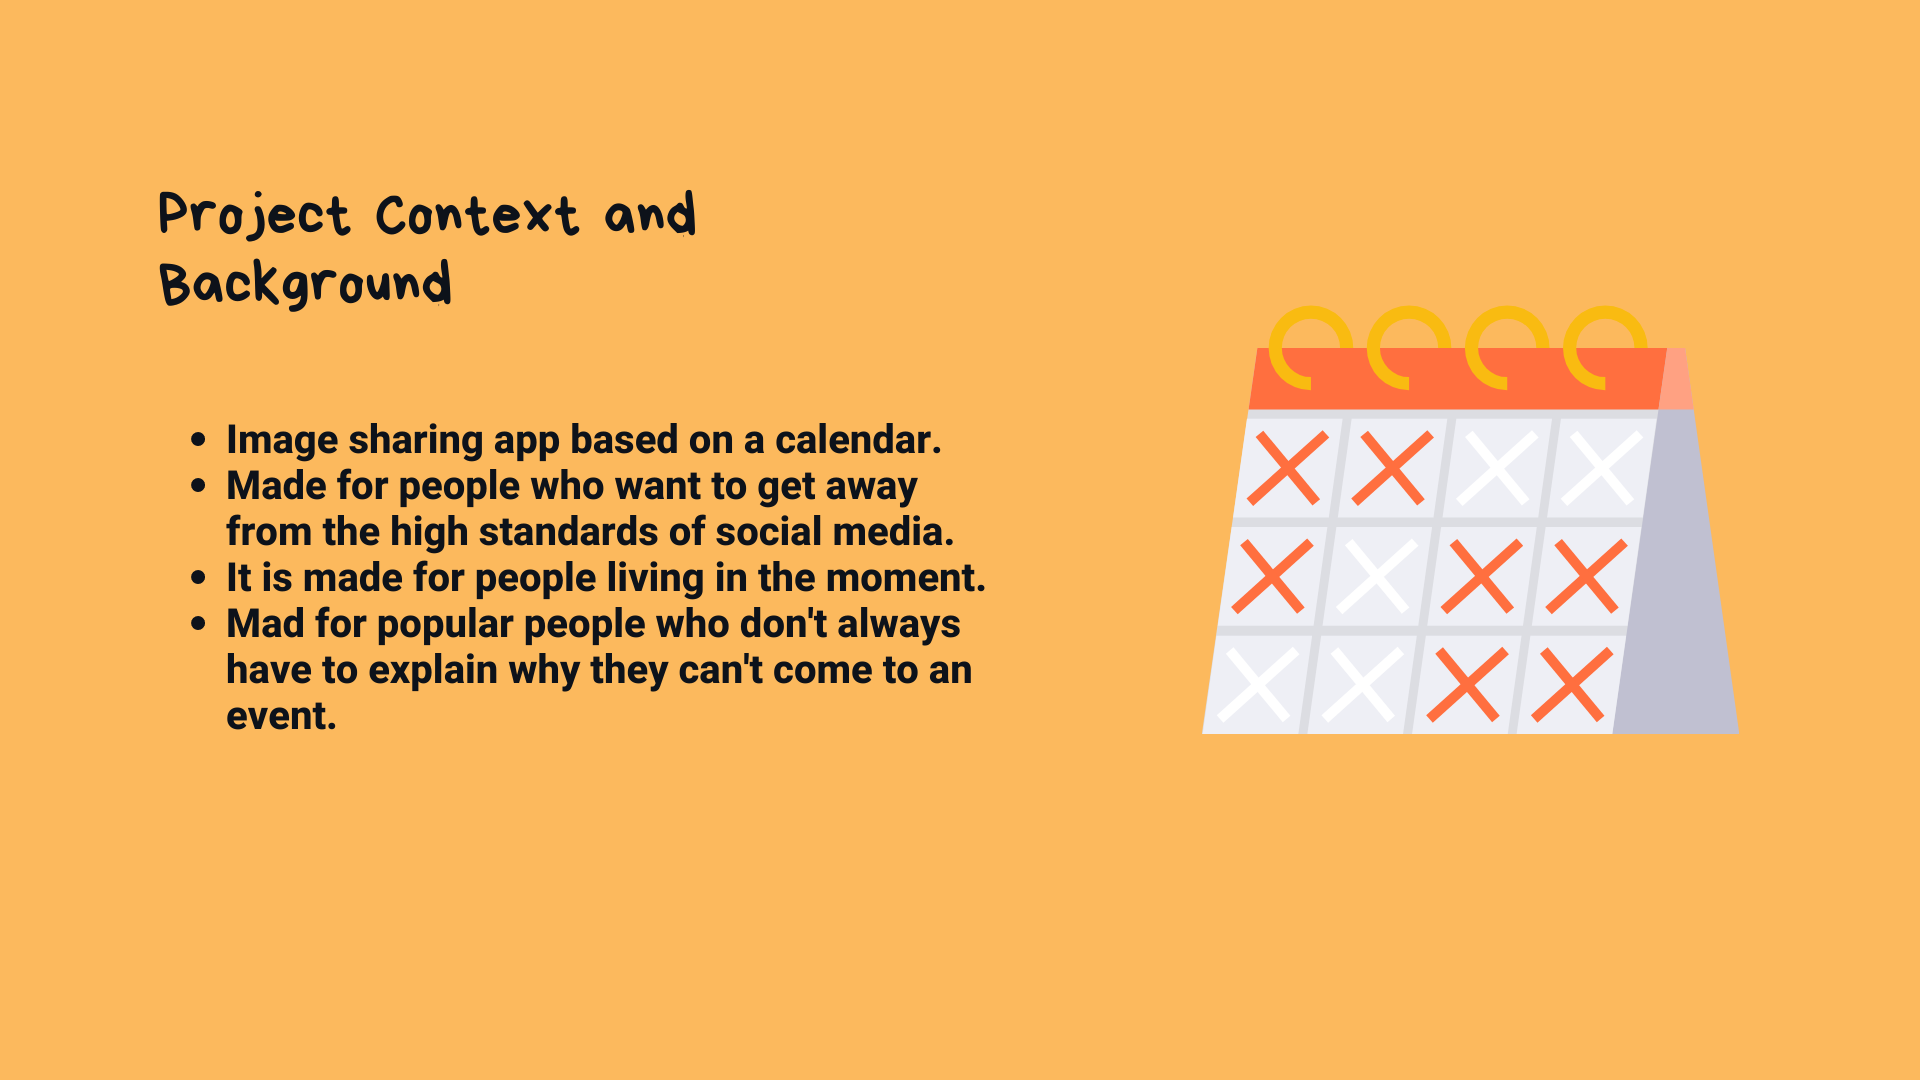 Project Context and
Background
• Image sharing app based on a calendar.
• Made for people who want to get away
from the high standards of social media.
• It is made for people living in the moment.
• Mad for popular people who don't always
have to explain why they can't come to an
event.